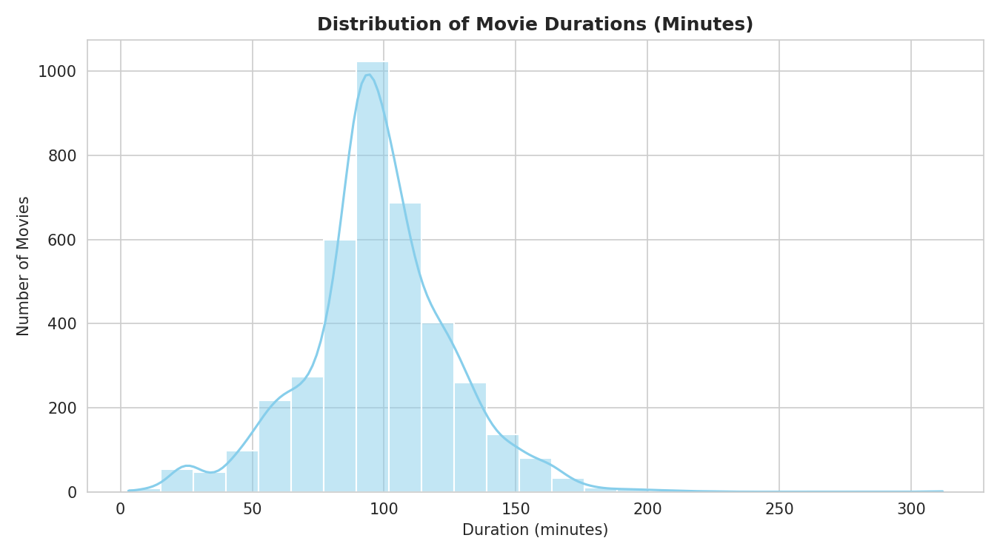 Distribution of Movie Durations (Minutes)
Number of Movies
1000
800
600
400
200
0
0 50 100 150 200 250 300
Duration (minutes)